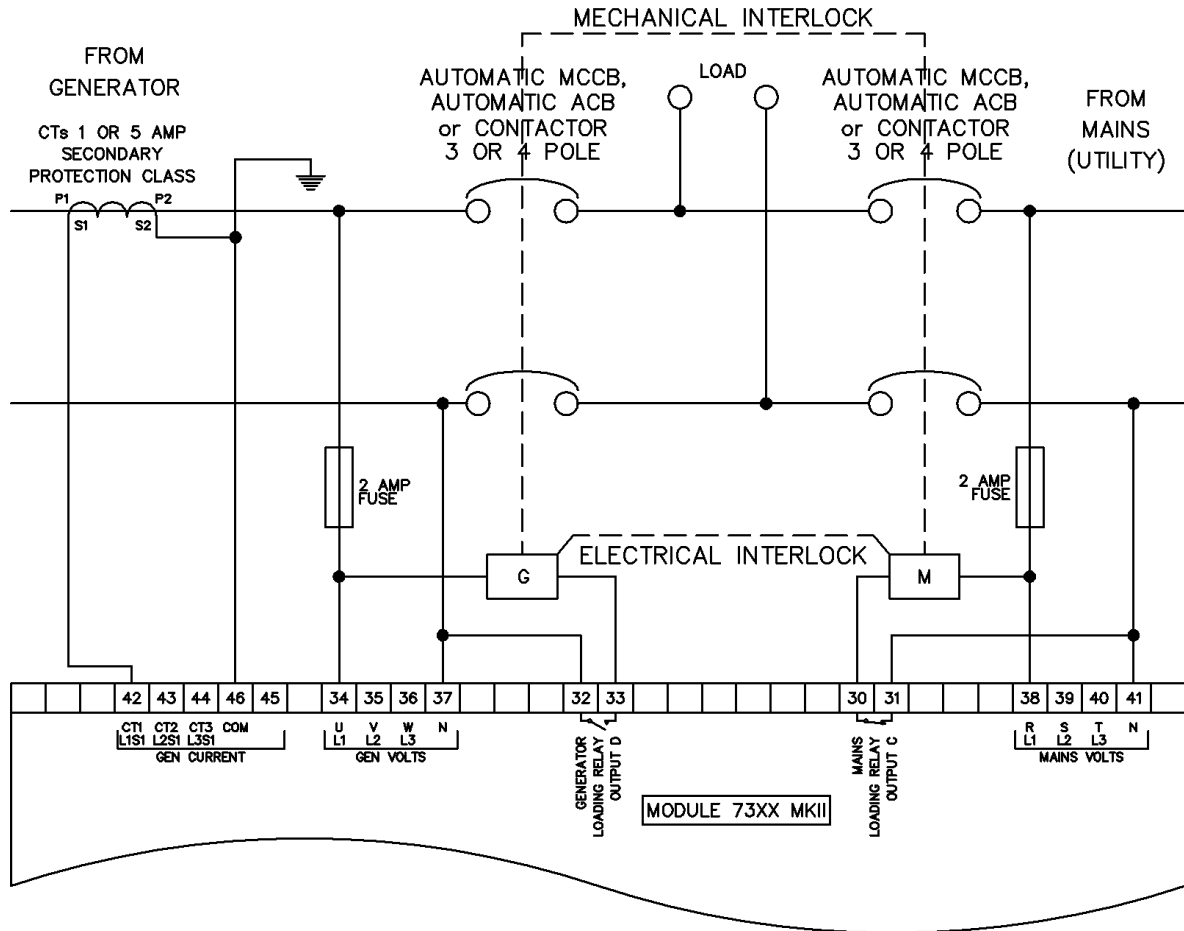 MECHANICAL INTERLOCK
FROM
GENERATOR
CTs 1 OR 5 AMP
SECONDARY
PROTECTION CLASS
P1
P2
S1
S2
AUTOMATIC MCCB,
AUTOMATIC ACB
or CONTACTOR
3 OR 4 POLE
LOAD
AUTOMATIC MCCB,
AUTOMATIC ACB
or CONTACTOR
3 OR 4 POLE
FROM
MAINS
(UTILITY)
2 AMP
FUSE
2 AMP
FUSE
ELECTRICAL INTERLOCK
G
M
42 43 44 46 45 34 35 36 37 32 33 30 31 38 39 40 41
CT1 CT2 CT3 COM
L1S1 L2S1 L3S1
GEN CURRENT
U V W N
L1 L2 L3
GEN VOLTS
GENERATOR
LOADING RELAY
OUTPUT D
MAINS
LOADING RELAY
OUTPUT C
R S T N
L1 L2 L3
MAINS VOLTS
MODULE 73XX MKII